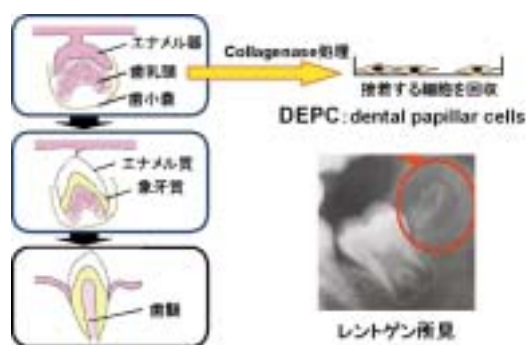 エナメル器
歯乳頭
歯小嚢
Collagenase処理
接着する細胞を回収
DEPC：dental papillar cells
エナメル質
象牙質
歯髄
レントゲン所見